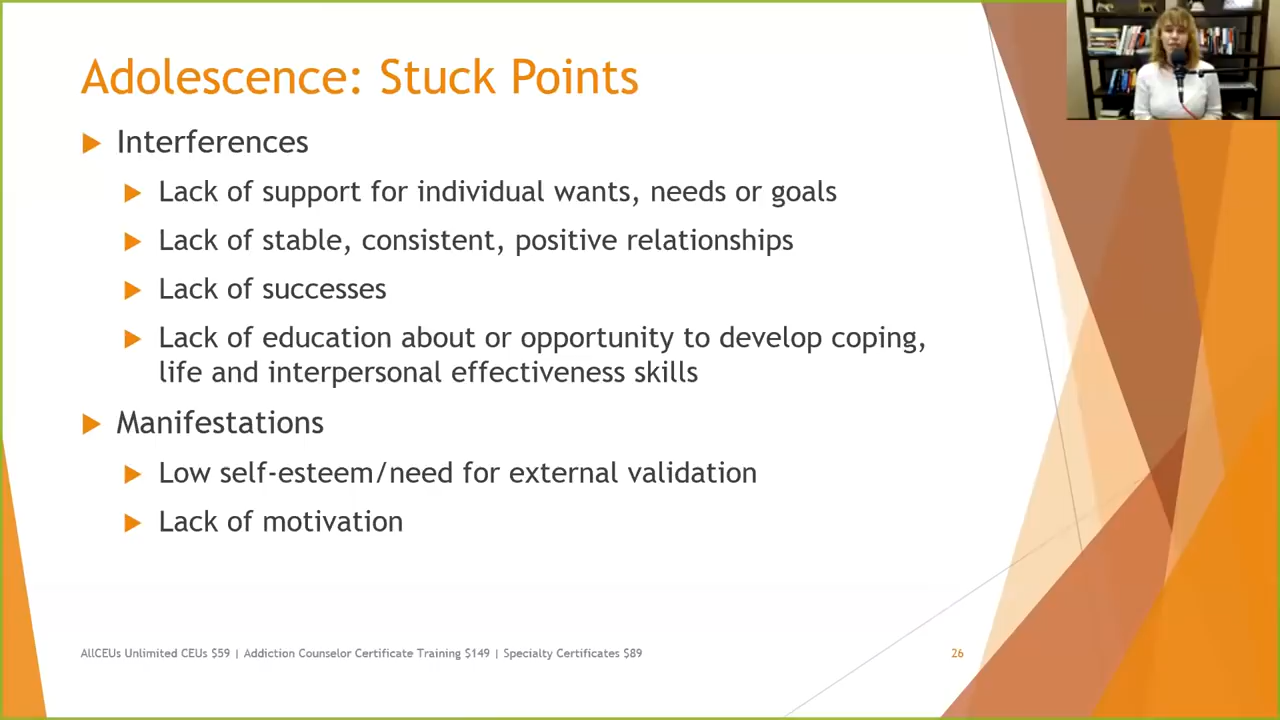 Adolescence: Stuck Points
Interferences
Lack of support for individual wants, needs or goals
Lack of stable, consistent, positive relationships
Lack of successes
Lack of education about or opportunity to develop coping,
life and interpersonal effectiveness skills
Manifestations
Low self-esteem/need for external validation
Lack of motivation
AllCEUs Unlimited CEUs $59 | Addiction Counselor Certificate Training $149 | Specialty Certificates $89
26